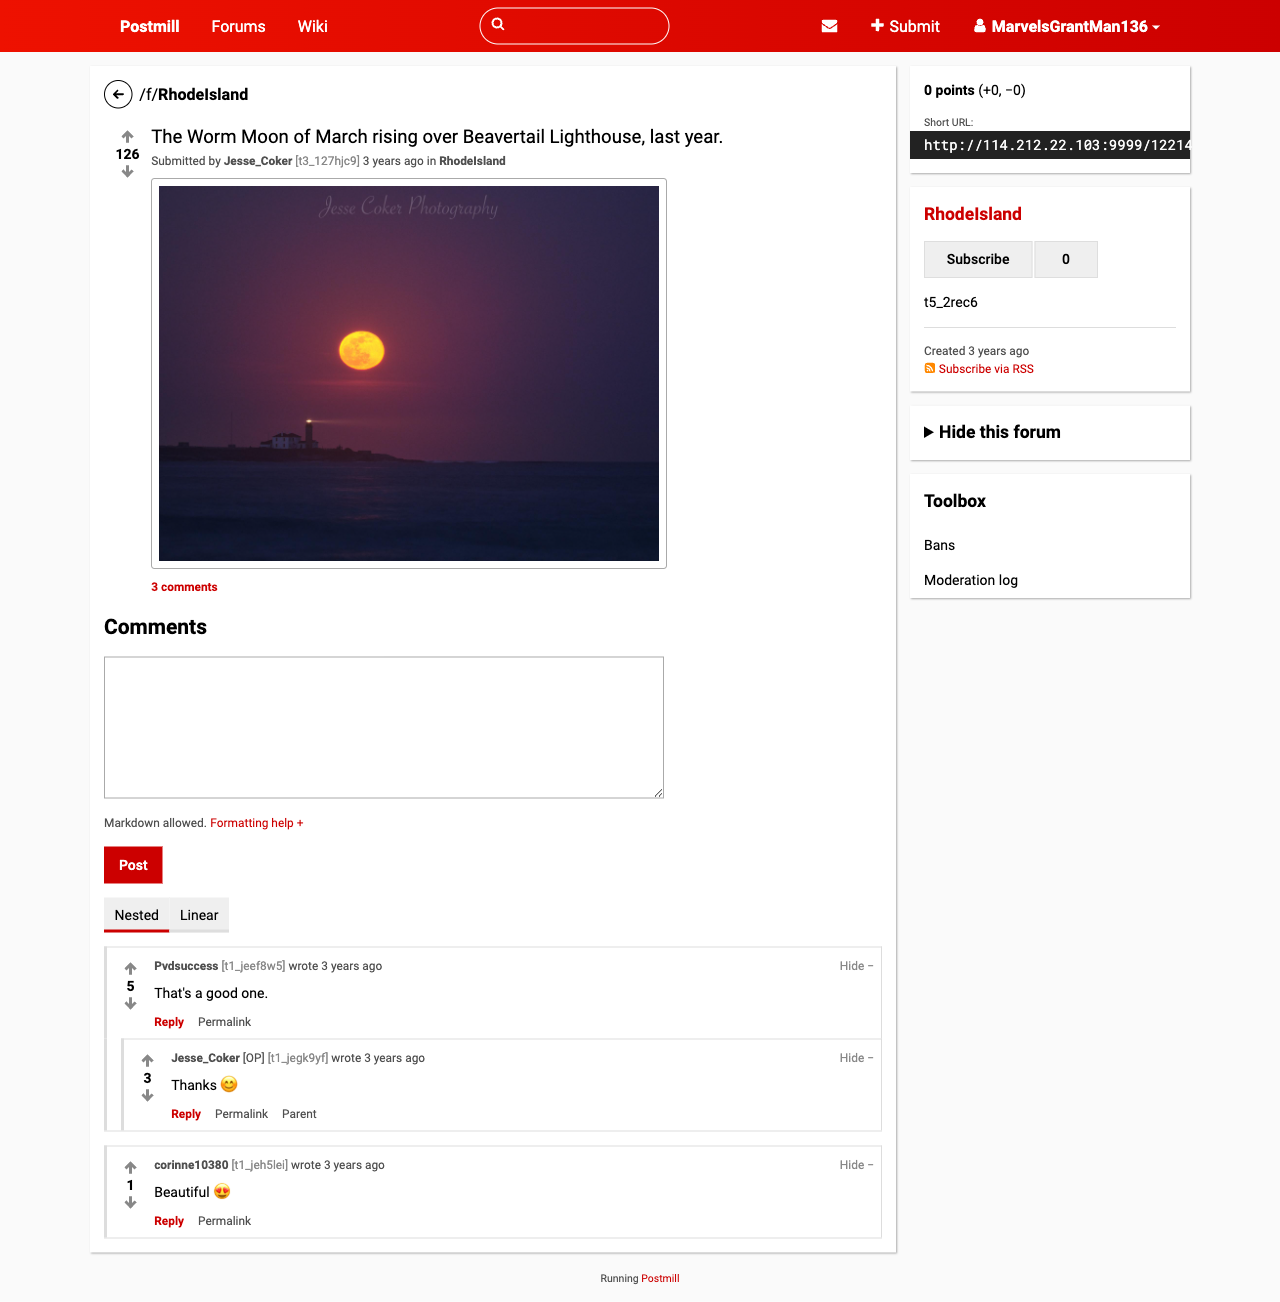 Postmill
Forums
Wiki
Submit
MarvelsGrantMan136
/f/RhodeIsland
126
The Worm Moon of March rising over Beavertail Lighthouse, last year.
Submitted by Jesse_Coker [t3_127hjc9] 3 years ago in RhodeIsland
Jesse Coker Photography
3 comments
Comments
Markdown allowed. Formatting help +
Post
Nested
Linear
Pvdsuccess [t1_jeef8w5] wrote 3 years ago
Hide −
5
That's a good one.
Reply
Permalink
Jesse_Coker [OP] [t1_jegk9yf] wrote 3 years ago
Hide −
3
Thanks 😊
Reply
Permalink
Parent
corinne10380 [t1_jeh5lei] wrote 3 years ago
Hide −
1
Beautiful 😍
Reply
Permalink
0 points (+0, −0)
Short URL:
http://114.212.22.103:9999/12214
RhodeIsland
Subscribe
0
t5_2rec6
Created 3 years ago
Subscribe via RSS
Hide this forum
Toolbox
Bans
Moderation log
Running Postmill